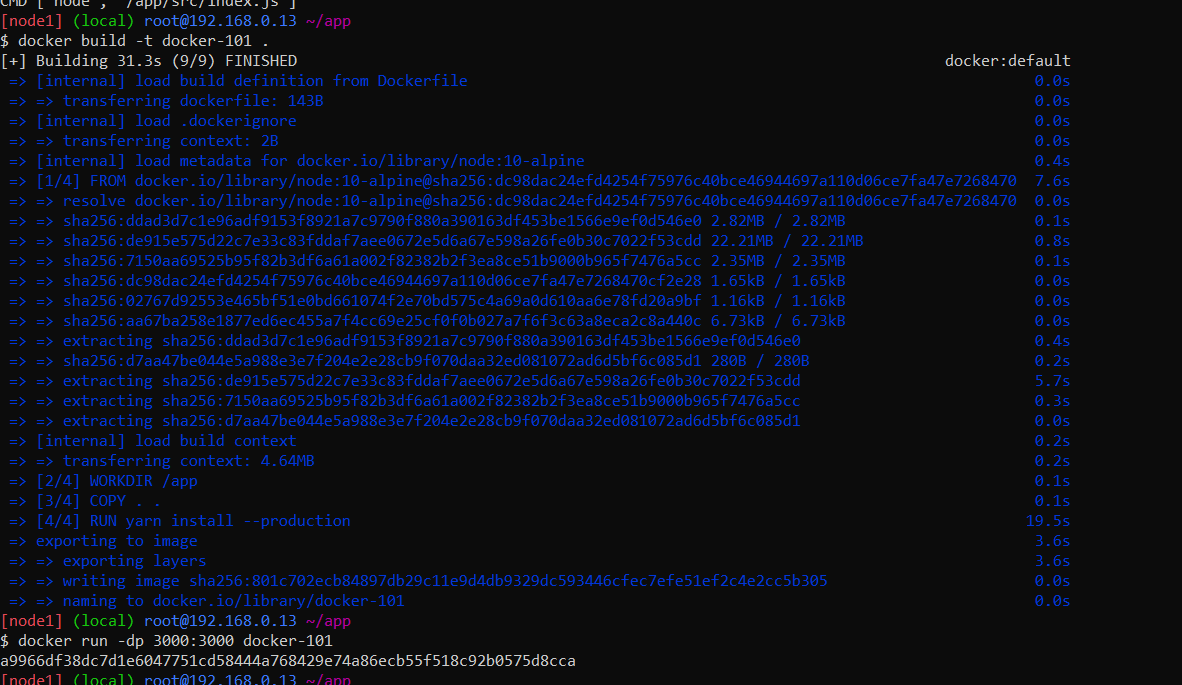 CMD ["node", "/app/src/index.js"]
[node1] (local) root@192.168.0.13 ~/app
$ docker build -t docker-101 .
[+] Building 31.3s (9/9) FINISHED docker:default
=> [internal] load build definition from Dockerfile 0.0s
=> => transferring dockerfile: 143B 0.0s
=> [internal] load .dockerignore 0.0s
=> => transferring context: 2B 0.0s
=> [internal] load metadata for docker.io/library/node:10-alpine 0.4s
=> [1/4] FROM docker.io/library/node:10-alpine@sha256:dc98dac24efd4254f75976c40bce46944697a110d06ce7fa47e7268470 7.6s
=> => resolve docker.io/library/node:10-alpine@sha256:dc98dac24efd4254f75976c40bce46944697a110d06ce7fa47e7268470 0.0s
=> => sha256:ddad3d7c1e96adf9153f8921a7c9790f880a390163df453be1566e9ef0d546e0 2.82MB / 2.82MB 0.1s
=> => sha256:de915e575d22c7e33c83fddaf7aee0672e5d6a67e598a26fe0b30c7022f53cdd 22.21MB / 22.21MB 0.8s
=> => sha256:7150aa69525b95f82b3df6a61a002f82382b2f3ea8ce51b9000b965f7476a5cc 2.35MB / 2.35MB 0.1s
=> => sha256:dc98dac24efd4254f75976c40bce46944697a110d06ce7fa47e7268470cf2e28 1.65kB / 1.65kB 0.0s
=> => sha256:02767d92553e465bf51e0bd661074f2e70bd575c4a69a0d610aa6e78fd20a9bf 1.16kB / 1.16kB 0.0s
=> => sha256:aa67ba258e1877ed6ec455a7f4cc69e25cf0f0b027a7f6f3c63a8eca2c8a440c 6.73kB / 6.73kB 0.0s
=> => extracting sha256:ddad3d7c1e96adf9153f8921a7c9790f880a390163df453be1566e9ef0d546e0 0.4s
=> => sha256:d7aa47be044e5a988e3e7f204e2e28cb9f070daa32ed081072ad6d5bf6c085d1 280B / 280B 0.2s
=> => extracting sha256:de915e575d22c7e33c83fddaf7aee0672e5d6a67e598a26fe0b30c7022f53cdd 5.7s
=> => extracting sha256:7150aa69525b95f82b3df6a61a002f82382b2f3ea8ce51b9000b965f7476a5cc 0.3s
=> => extracting sha256:d7aa47be044e5a988e3e7f204e2e28cb9f070daa32ed081072ad6d5bf6c085d1 0.0s
=> [internal] load build context 0.2s
=> => transferring context: 4.64MB 0.2s
=> [2/4] WORKDIR /app 0.1s
=> [3/4] COPY . . 0.1s
=> [4/4] RUN yarn install --production 19.5s
=> exporting to image 3.6s
=> => exporting layers 3.6s
=> => writing image sha256:801c702ecb84897db29c11e9d4db9329dc593446cfec7efe51ef2c4e2cc5b305 0.0s
=> => naming to docker.io/library/docker-101 0.0s
[node1] (local) root@192.168.0.13 ~/app
$ docker run -dp 3000:3000 docker-101
a9966df38dc7d1e6047751cd58444a768429e74a86ecb55f518c92b0575d8cca
[node1] (local) root@192.168.0.13 ~/app